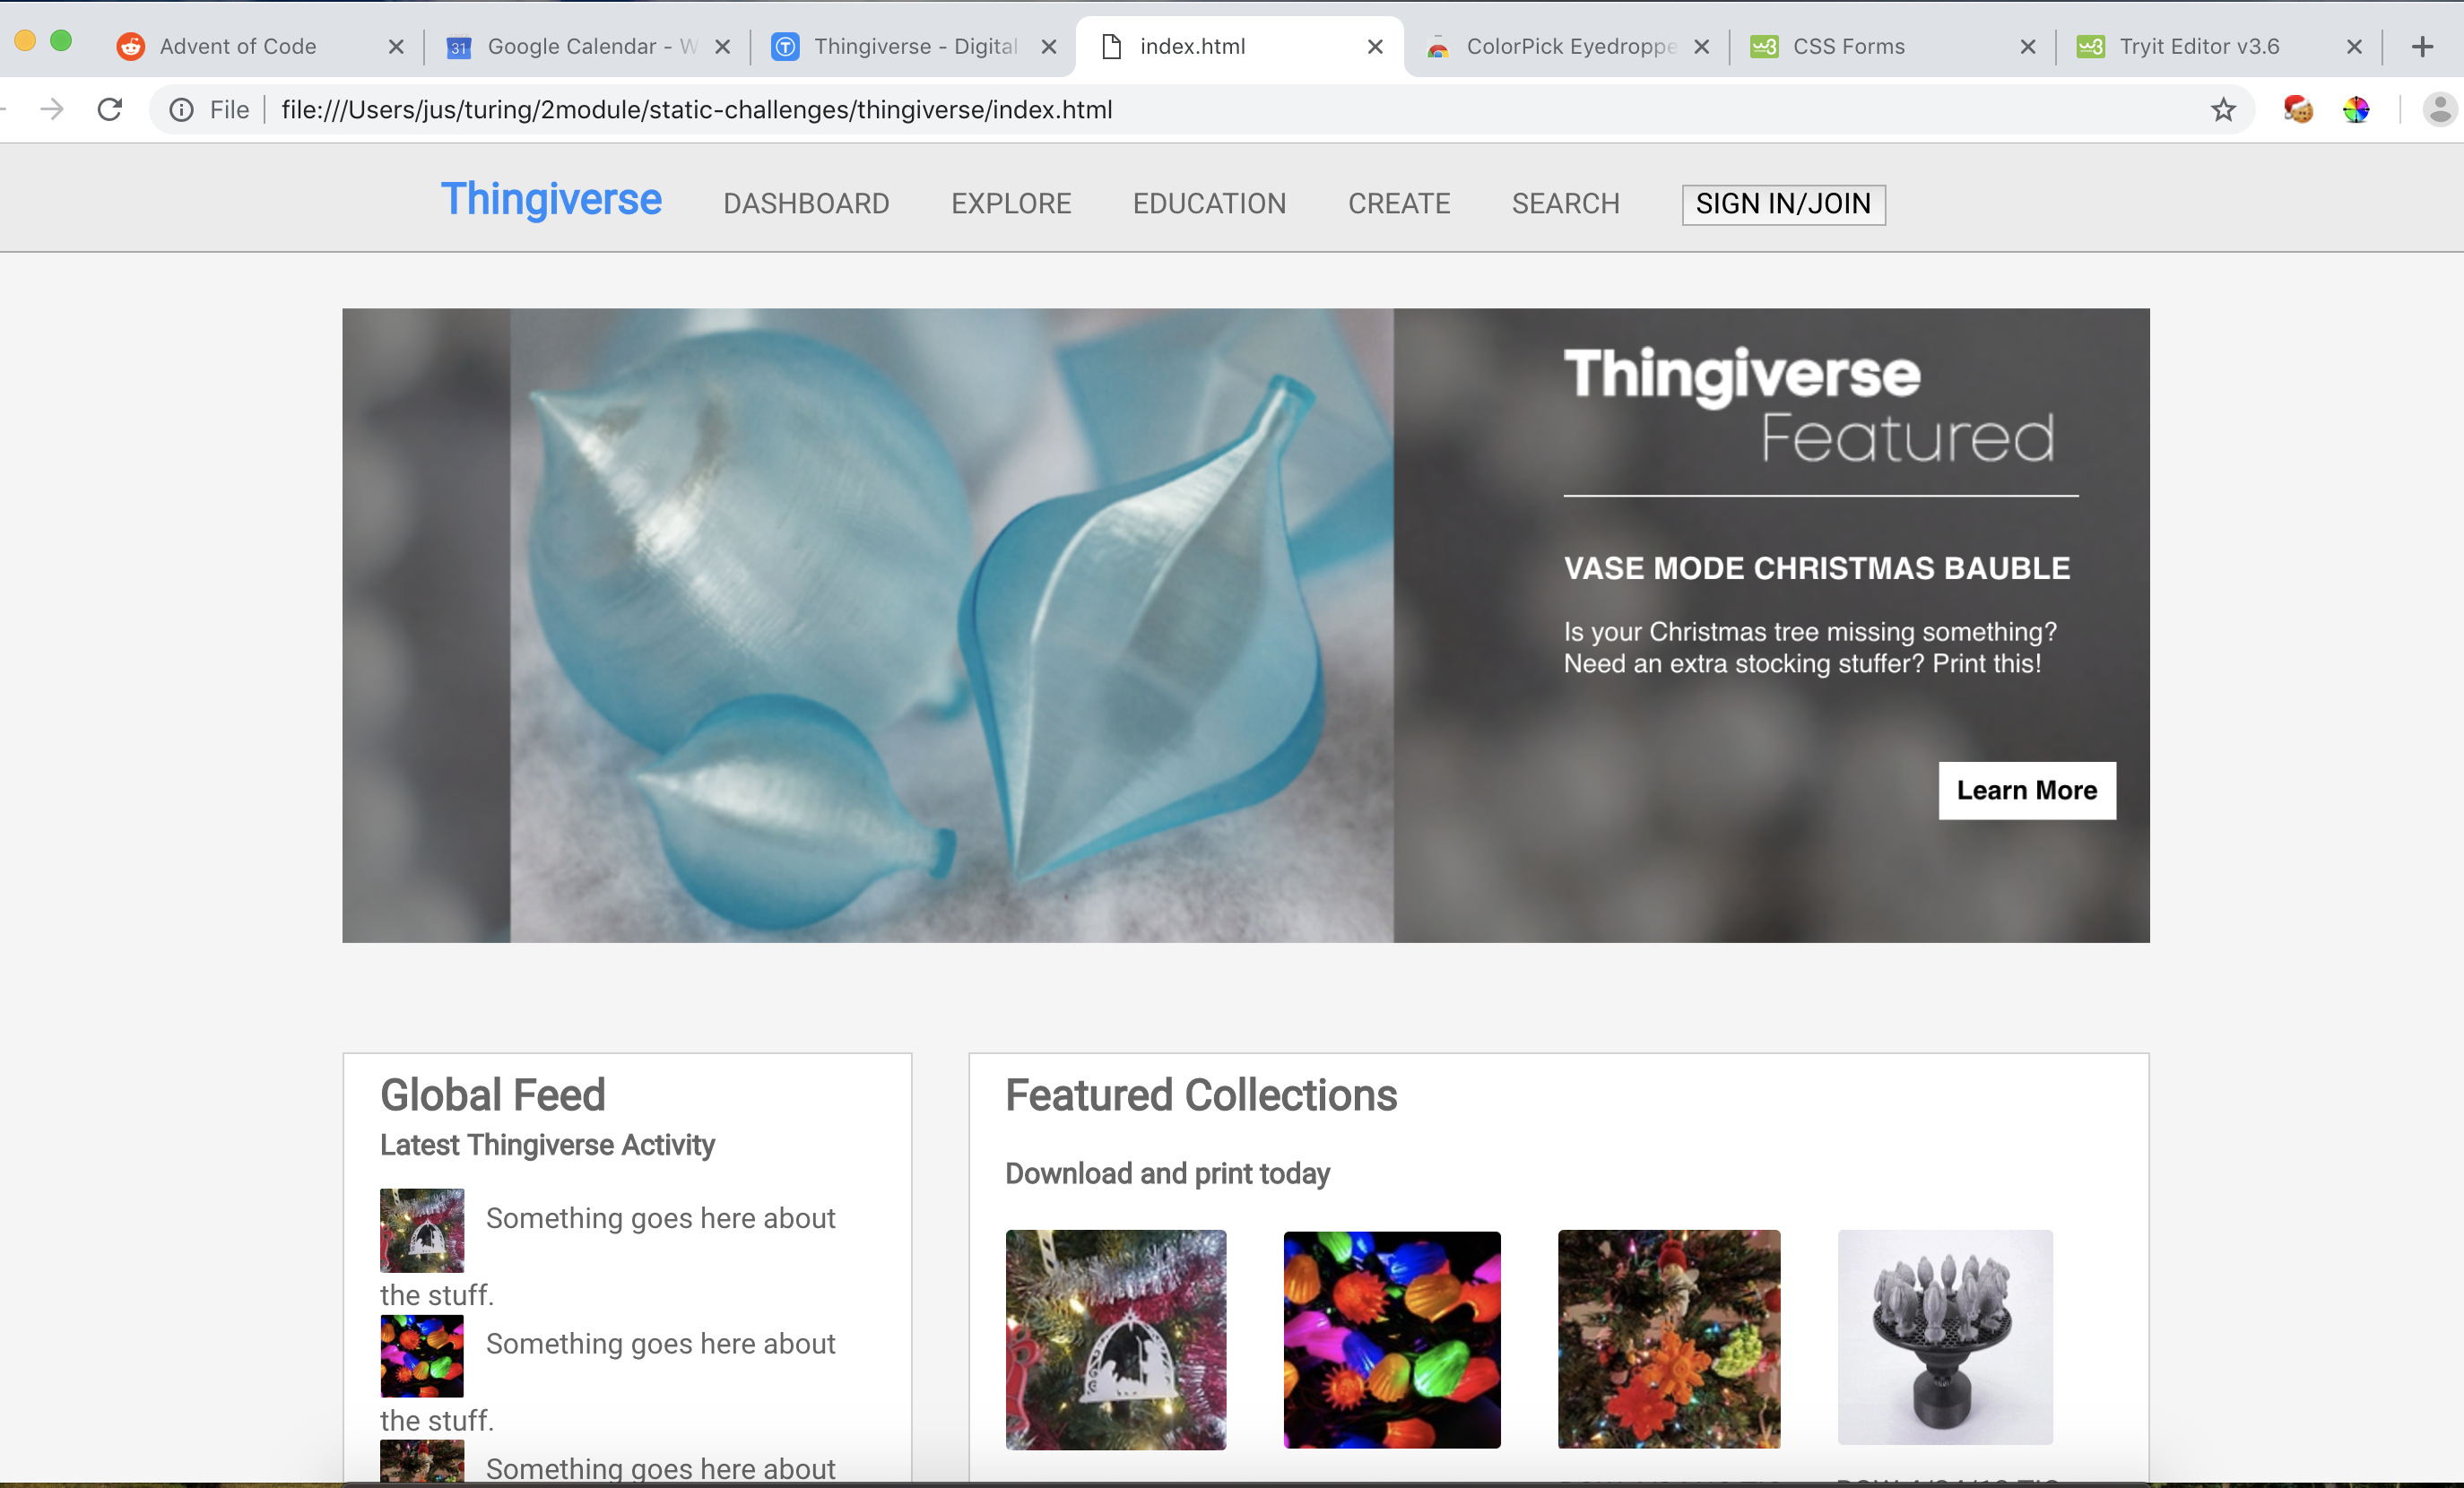 Advent of Code
Google Calendar - W
Thingiverse - Digital
index.html
ColorPick Eyedroppe
CSS Forms
Tryit Editor v3.6
File
file:///Users/jus/turing/2module/static-challenges/thingiverse/index.html
Thingiverse DASHBOARD EXPLORE EDUCATION CREATE SEARCH SIGN IN/JOIN
Thingiverse
Featured
VASE MODE CHRISTMAS BAUBLE
Is your Christmas tree missing something?
Need an extra stocking stuffer? Print this!
Learn More
Global Feed
Latest Thingiverse Activity
Something goes here about
the stuff.
Something goes here about
the stuff.
Something goes here about
Featured Collections
Download and print today